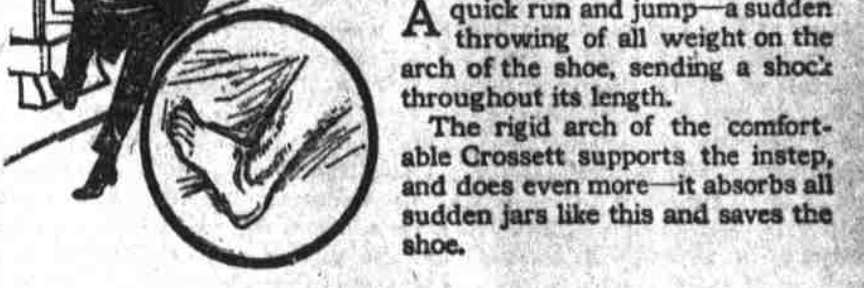 A quick run and jump—a sudden
throwing of all weight on the
arch of the shoe, sending a shock
throughout its length.
The rigid arch of the comfort-
able Crossett supports the instep,
and does even more—it absorbs all
sudden jars like this and saves the
shoe.